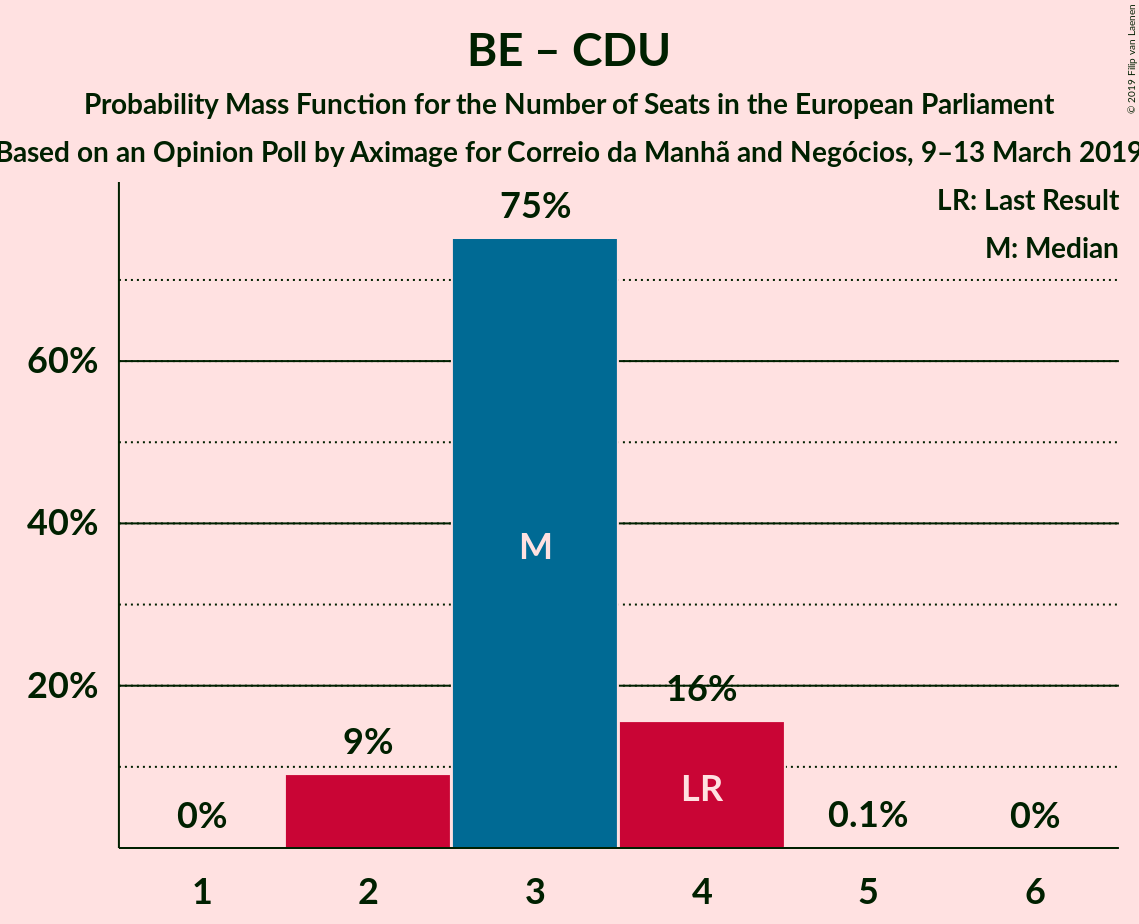 BE – CDU
Probability Mass Function for the Number of Seats in the European Parliament
Based on an Opinion Poll by Aximage for Correio da Manhã and Negócios, 9–13 March 2019
© 2019 Filip van Laenen
LR: Last Result
M: Median
75%
60%
40%
M
20%
16%
9%
LR
0%
0.1%
0%
1 2 3 4 5 6